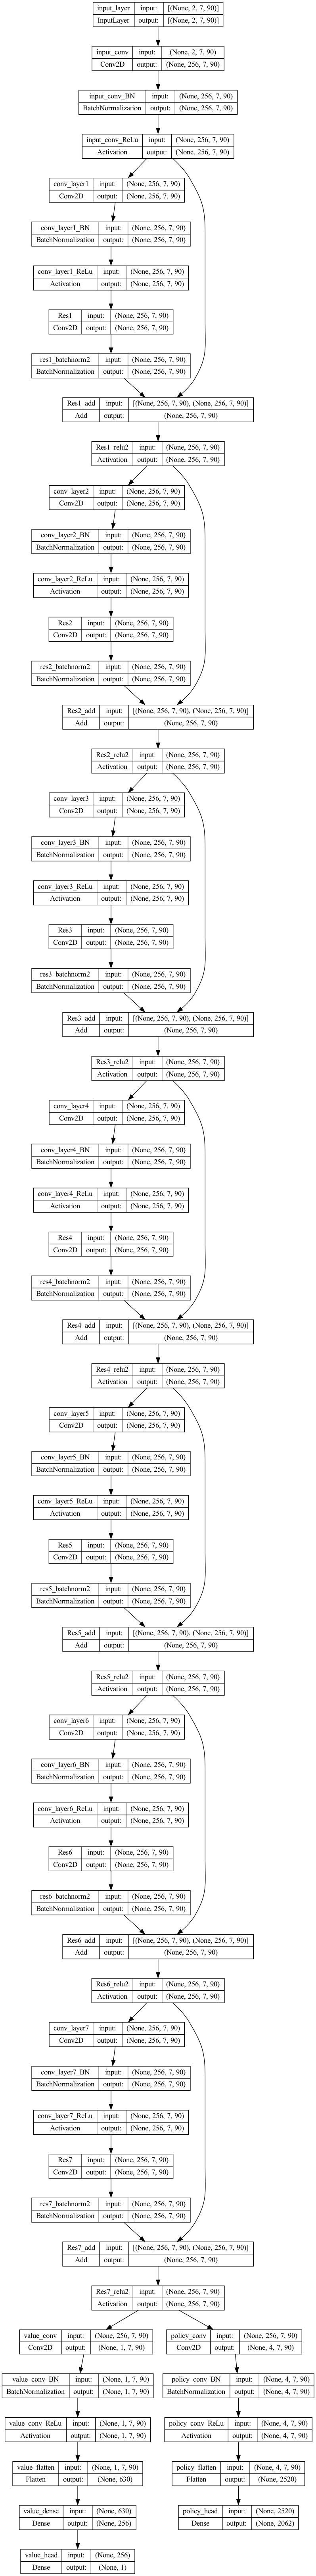 input_layer input: [(None, 2, 7, 90)]
InputLayer output: [(None, 2, 7, 90)]
input_conv input: (None, 2, 7, 90)
Conv2D output: (None, 256, 7, 90)
input_conv_BN input: (None, 256, 7, 90)
BatchNormalization output: (None, 256, 7, 90)
input_conv_ReLu input: (None, 256, 7, 90)
Activation output: (None, 256, 7, 90)
conv_layer1 input: (None, 256, 7, 90)
Conv2D output: (None, 256, 7, 90)
conv_layer1_BN input: (None, 256, 7, 90)
BatchNormalization output: (None, 256, 7, 90)
conv_layer1_ReLu input: (None, 256, 7, 90)
Activation output: (None, 256, 7, 90)
Res1 input: (None, 256, 7, 90)
Conv2D output: (None, 256, 7, 90)
res1_batchnorm2 input: (None, 256, 7, 90)
BatchNormalization output: (None, 256, 7, 90)
Res1_add input: [(None, 256, 7, 90), (None, 256, 7, 90)]
Add output: (None, 256, 7, 90)
Res1_relu2 input: (None, 256, 7, 90)
Activation output: (None, 256, 7, 90)
conv_layer2 input: (None, 256, 7, 90)
Conv2D output: (None, 256, 7, 90)
conv_layer2_BN input: (None, 256, 7, 90)
BatchNormalization output: (None, 256, 7, 90)
conv_layer2_ReLu input: (None, 256, 7, 90)
Activation output: (None, 256, 7, 90)
Res2 input: (None, 256, 7, 90)
Conv2D output: (None, 256, 7, 90)
res2_batchnorm2 input: (None, 256, 7, 90)
BatchNormalization output: (None, 256, 7, 90)
Res2_add input: [(None, 256, 7, 90), (None, 256, 7, 90)]
Add output: (None, 256, 7, 90)
Res2_relu2 input: (None, 256, 7, 90)
Activation output: (None, 256, 7, 90)
conv_layer3 input: (None, 256, 7, 90)
Conv2D output: (None, 256, 7, 90)
conv_layer3_BN input: (None, 256, 7, 90)
BatchNormalization output: (None, 256, 7, 90)
conv_layer3_ReLu input: (None, 256, 7, 90)
Activation output: (None, 256, 7, 90)
Res3 input: (None, 256, 7, 90)
Conv2D output: (None, 256, 7, 90)
res3_batchnorm2 input: (None, 256, 7, 90)
BatchNormalization output: (None, 256, 7, 90)
Res3_add input: [(None, 256, 7, 90), (None, 256, 7, 90)]
Add output: (None, 256, 7, 90)
Res3_relu2 input: (None, 256, 7, 90)
Activation output: (None, 256, 7, 90)
conv_layer4 input: (None, 256, 7, 90)
Conv2D output: (None, 256, 7, 90)
conv_layer4_BN input: (None, 256, 7, 90)
BatchNormalization output: (None, 256, 7, 90)
conv_layer4_ReLu input: (None, 256, 7, 90)
Activation output: (None, 256, 7, 90)
Res4 input: (None, 256, 7, 90)
Conv2D output: (None, 256, 7, 90)
res4_batchnorm2 input: (None, 256, 7, 90)
BatchNormalization output: (None, 256, 7, 90)
Res4_add input: [(None, 256, 7, 90), (None, 256, 7, 90)]
Add output: (None, 256, 7, 90)
Res4_relu2 input: (None, 256, 7, 90)
Activation output: (None, 256, 7, 90)
conv_layer5 input: (None, 256, 7, 90)
Conv2D output: (None, 256, 7, 90)
conv_layer5_BN input: (None, 256, 7, 90)
BatchNormalization output: (None, 256, 7, 90)
conv_layer5_ReLu input: (None, 256, 7, 90)
Activation output: (None, 256, 7, 90)
Res5 input: (None, 256, 7, 90)
Conv2D output: (None, 256, 7, 90)
res5_batchnorm2 input: (None, 256, 7, 90)
BatchNormalization output: (None, 256, 7, 90)
Res5_add input: [(None, 256, 7, 90), (None, 256, 7, 90)]
Add output: (None, 256, 7, 90)
Res5_relu2 input: (None, 256, 7, 90)
Activation output: (None, 256, 7, 90)
conv_layer6 input: (None, 256, 7, 90)
Conv2D output: (None, 256, 7, 90)
conv_layer6_BN input: (None, 256, 7, 90)
BatchNormalization output: (None, 256, 7, 90)
conv_layer6_ReLu input: (None, 256, 7, 90)
Activation output: (None, 256, 7, 90)
Res6 input: (None, 256, 7, 90)
Conv2D output: (None, 256, 7, 90)
res6_batchnorm2 input: (None, 256, 7, 90)
BatchNormalization output: (None, 256, 7, 90)
Res6_add input: [(None, 256, 7, 90), (None, 256, 7, 90)]
Add output: (None, 256, 7, 90)
Res6_relu2 input: (None, 256, 7, 90)
Activation output: (None, 256, 7, 90)
conv_layer7 input: (None, 256, 7, 90)
Conv2D output: (None, 256, 7, 90)
conv_layer7_BN input: (None, 256, 7, 90)
BatchNormalization output: (None, 256, 7, 90)
conv_layer7_ReLu input: (None, 256, 7, 90)
Activation output: (None, 256, 7, 90)
Res7 input: (None, 256, 7, 90)
Conv2D output: (None, 256, 7, 90)
res7_batchnorm2 input: (None, 256, 7, 90)
BatchNormalization output: (None, 256, 7, 90)
Res7_add input: [(None, 256, 7, 90), (None, 256, 7, 90)]
Add output: (None, 256, 7, 90)
Res7_relu2 input: (None, 256, 7, 90)
Activation output: (None, 256, 7, 90)
value_conv input: (None, 256, 7, 90)
Conv2D output: (None, 1, 7, 90)
policy_conv input: (None, 256, 7, 90)
Conv2D output: (None, 4, 7, 90)
value_conv_BN input: (None, 1, 7, 90)
BatchNormalization output: (None, 1, 7, 90)
policy_conv_BN input: (None, 4, 7, 90)
BatchNormalization output: (None, 4, 7, 90)
value_conv_ReLu input: (None, 1, 7, 90)
Activation output: (None, 1, 7, 90)
policy_conv_ReLu input: (None, 4, 7, 90)
Activation output: (None, 4, 7, 90)
value_flatten input: (None, 1, 7, 90)
Flatten output: (None, 630)
policy_flatten input: (None, 4, 7, 90)
Flatten output: (None, 2520)
value_dense input: (None, 630)
Dense output: (None, 256)
policy_head input: (None, 2520)
Dense output: (None, 2062)
value_head input: (None, 256)
Dense output: (None, 1)